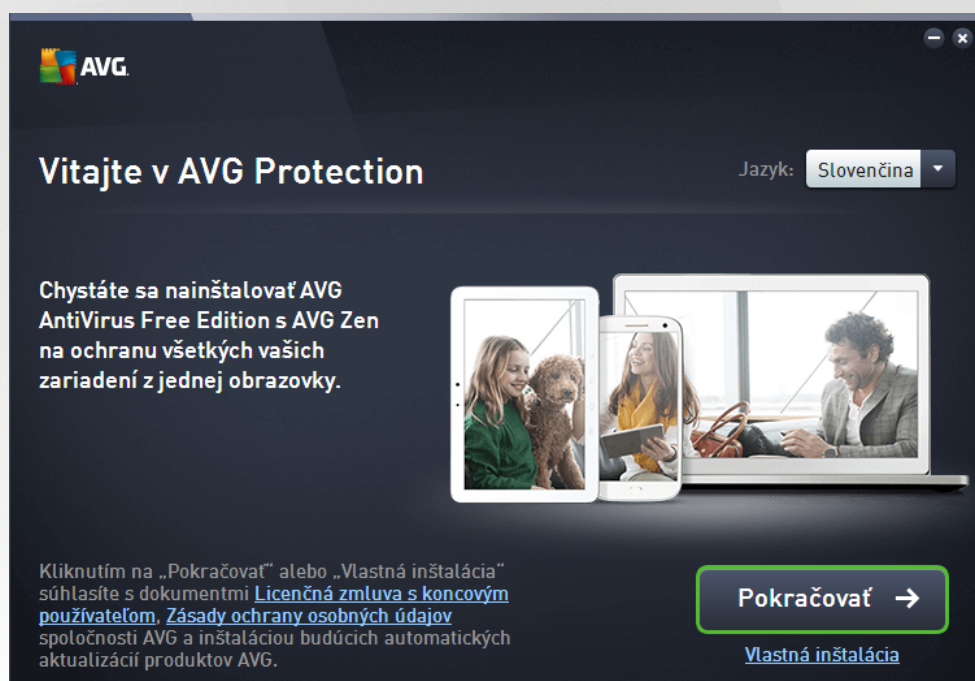 AVG.
Vitajte v AVG Protection
Jazyk: Slovenčina
Chystáte sa nainštalovať AVG
AntiVirus Free Edition s AVG Zen
na ochranu všetkých vašich
zariadení z jednej obrazovky.
Kliknutím na „Pokračovať“ alebo „Vlastná inštalácia“
súhlasíte s dokumentmi Licenčná zmluva s koncovým
používateľom, Zásady ochrany osobných údajov
spoločnosti AVG a inštaláciou budúcich automatických
aktualizácií produktov AVG.
Pokračovať
Vlastná inštalácia